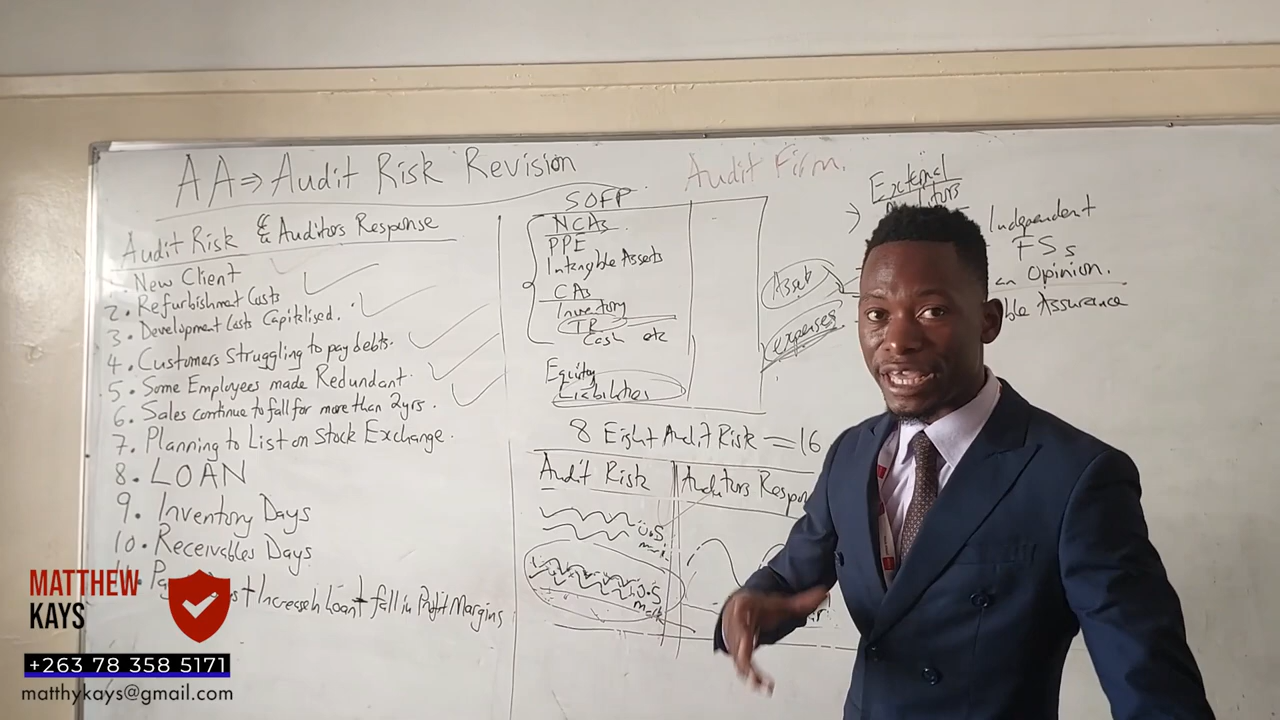 AA ⇒ Audit Risk Revision
Audit Risk & Auditors Response
New Client
2. Refurbishment Costs
3. Development Costs Capitalised.
4. Customers Struggling to pay debts.
5. Some Employees made Redundant.
6. Sales continue to fall for more than 2yrs.
7. Planning to List on Stock Exchange.
8. LOAN
9. Inventory Days
10. Receivables Days
+ Increase in Loan + fall in Profit Margins
SOFP
NCAs
PPE
Intangible Assets
CAs
Inventory
TR
Cash etc
Equity
Liabilities
8 Eight Audit Risk = 16
Audit Risk
Auditors
Audit Firm.
External
Independent
FSs
an Opinion.
Assurance
Asset
expenses
MATTHEW
KAYS
+263 78 358 5171
matthykays@gmail.com